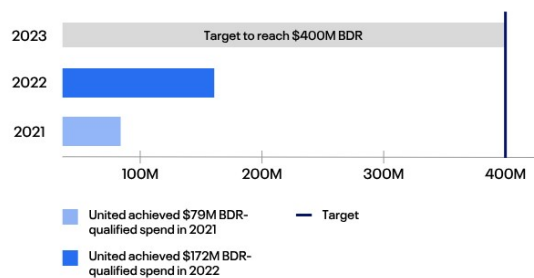 2023
Target to reach $400M BDR
2022
2021
100M
200M
300M
400M
United achieved $79M BDR-
qualified spend in 2021
Target
United achieved $172M BDR-
qualified spend in 2022